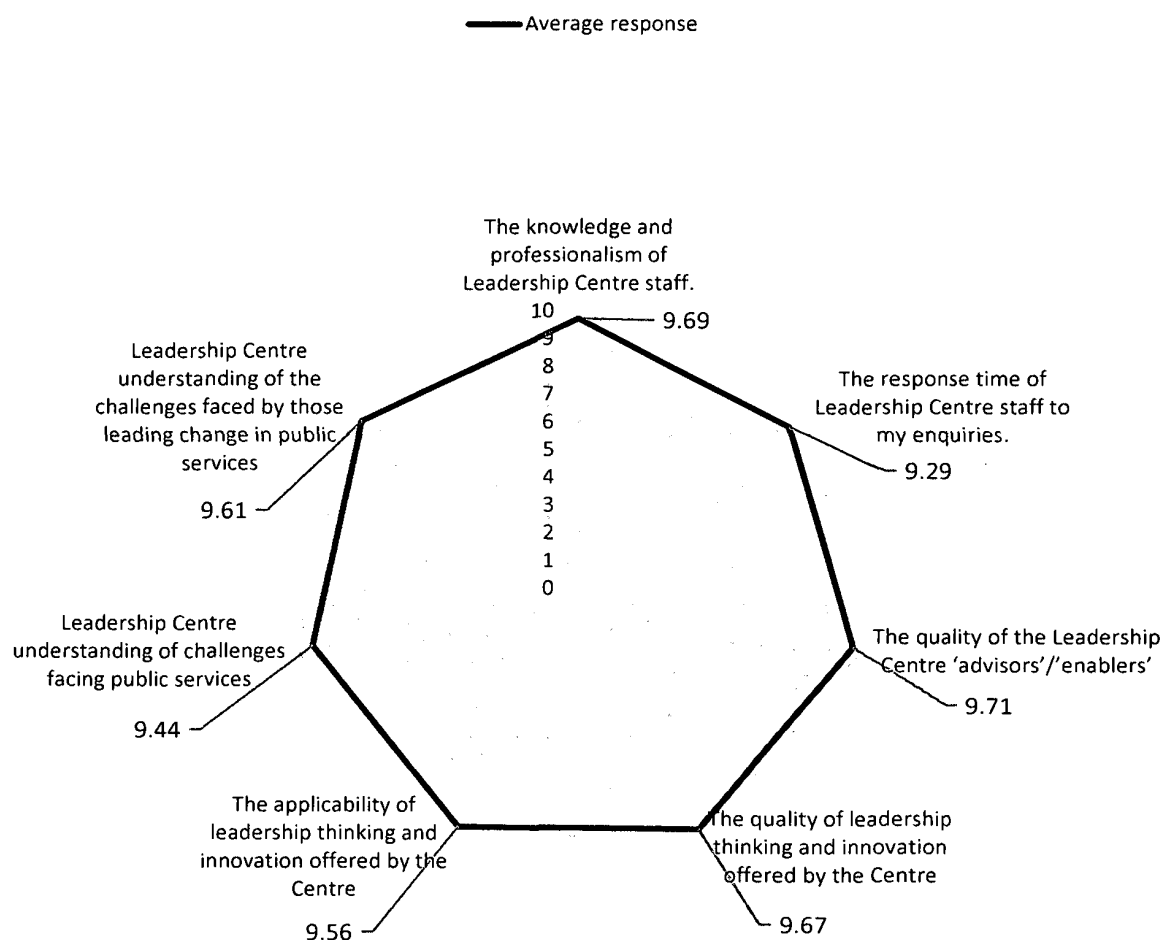 Average response
The knowledge and
professionalism of
Leadership Centre staff.
9.69
10
9
8
7
6
5
4
3
2
1
0
The response time of
Leadership Centre staff to
my enquiries.
9.29
The quality of the Leadership
Centre ‘advisors’/’enablers’
9.71
The quality of leadership
thinking and innovation
offered by the Centre
9.67
The applicability of
leadership thinking and
innovation offered by the
Centre
9.56
Leadership Centre
understanding of challenges
facing public services
9.44
Leadership Centre
understanding of the
challenges faced by those
leading change in public
services
9.61